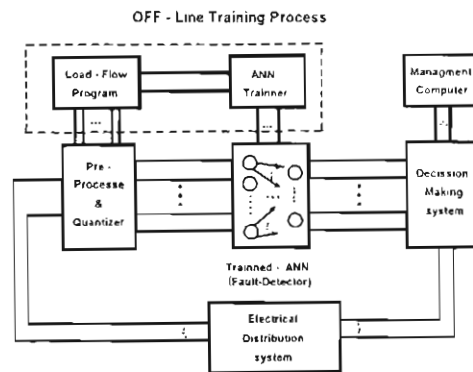 OFF - Line Training Process
Load - Flow
Program
ANN
Trainner
Managment
Computer
Pre -
Processe
&
Quantizer
Decission
Making
system
Trainned - ANN
(Fault-Detector)
Electrical
Distribution
system